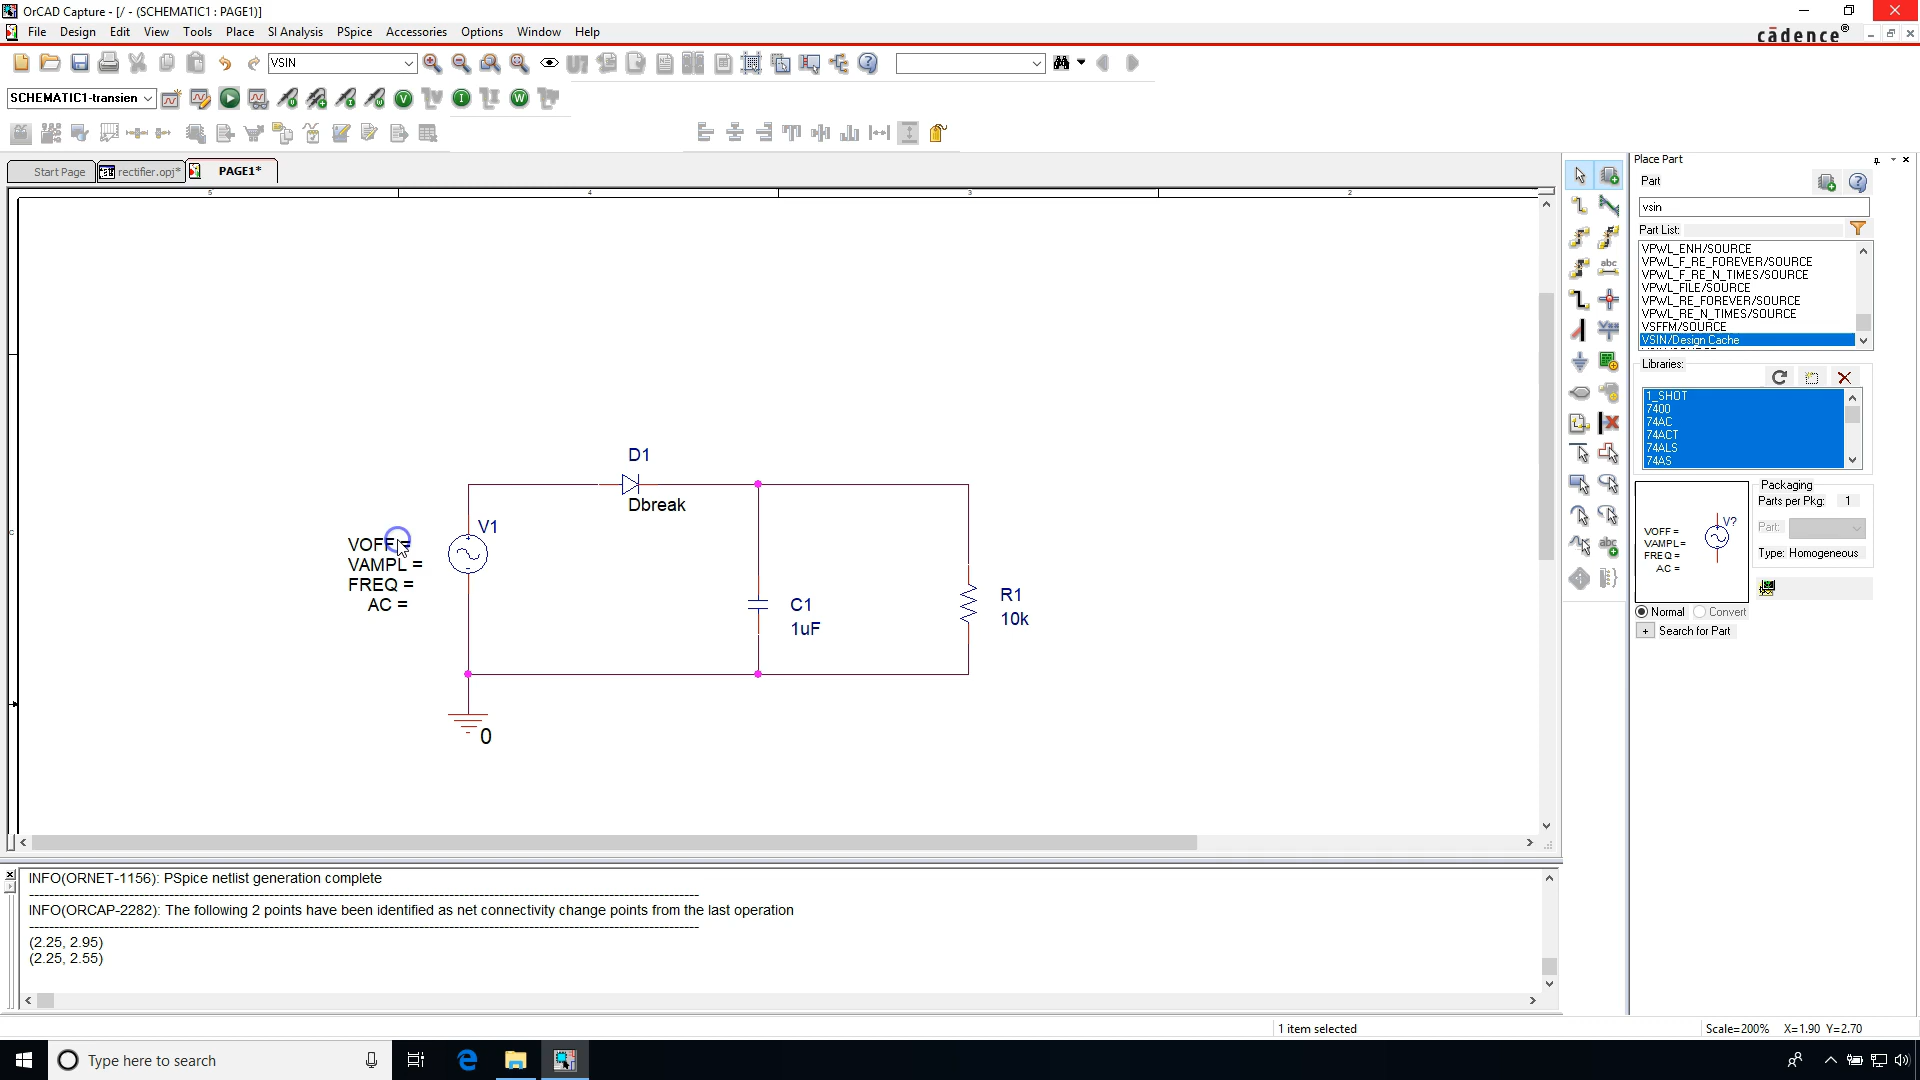 OrCAD Capture - [/ - (SCHEMATIC1 : PAGE1)]
File Design Edit View Tools Place SI Analysis PSpice Accessories Options Window Help
cādence®
VSIN
SCHEMATIC1-transien
Start Page rectifier.opj* PAGE1*
5 4 3 2
C
D1
Dbreak
V1
VOFF =
VAMPL =
FREQ =
AC =
C1
1uF
R1
10k
0
Place Part
Part
vsin
Part List:
VPWL_ENH/SOURCE
VPWL_F_RE_FOREVER/SOURCE
VPWL_F_RE_N_TIMES/SOURCE
VPWL_FILE/SOURCE
VPWL_RE_FOREVER/SOURCE
VPWL_RE_N_TIMES/SOURCE
VSFFM/SOURCE
VSIN/Design Cache
Libraries:
1_SHOT
7400
74AC
74ACT
74ALS
74AS
Packaging
Parts per Pkg: 1
Part:
Type: Homogeneous
V?
VOFF =
VAMPL =
FREQ =
AC =
Normal Convert
+ Search for Part
INFO(ORNET-1156): PSpice netlist generation complete
INFO(ORCAP-2282): The following 2 points have been identified as net connectivity change points from the last operation
(2.25, 2.95)
(2.25, 2.55)
1 item selected
Scale=200% X=1.90 Y=2.70
Type here to search